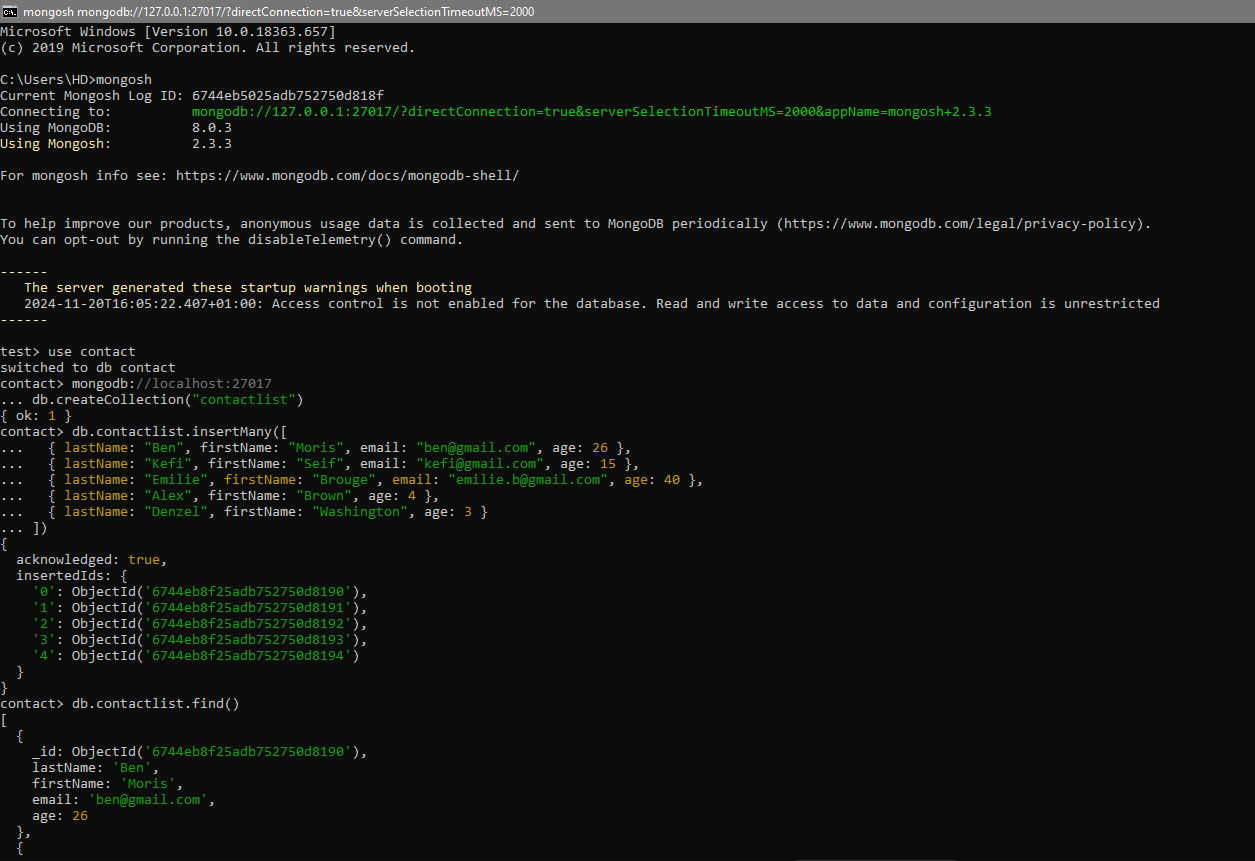 mongosh mongodb://127.0.0.1:27017/?directConnection=true&serverSelectionTimeoutMS=2000
Microsoft Windows [Version 10.0.18363.657]
(c) 2019 Microsoft Corporation. All rights reserved.
C:\Users\HD>mongosh
Current Mongosh Log ID: 6744eb5025adb752750d818f
Connecting to:          mongodb://127.0.0.1:27017/?directConnection=true&serverSelectionTimeoutMS=2000&appName=mongosh+2.3.3
Using MongoDB:          8.0.3
Using Mongosh:          2.3.3
For mongosh info see: https://www.mongodb.com/docs/mongodb-shell/
To help improve our products, anonymous usage data is collected and sent to MongoDB periodically (https://www.mongodb.com/legal/privacy-policy).
You can opt-out by running the disableTelemetry() command.
------
   The server generated these startup warnings when booting
   2024-11-20T16:05:22.407+01:00: Access control is not enabled for the database. Read and write access to data and configuration is unrestricted
------
test> use contact
switched to db contact
contact> mongodb://localhost:27017
... db.createCollection("contactlist")
{ ok: 1 }
contact> db.contactlist.insertMany([
...   { lastName: "Ben", firstName: "Moris", email: "ben@gmail.com", age: 26 },
...   { lastName: "Kefi", firstName: "Seif", email: "kefi@gmail.com", age: 15 },
...   { lastName: "Emilie", firstName: "Brouge", email: "emilie.b@gmail.com", age: 40 },
...   { lastName: "Alex", firstName: "Brown", age: 4 },
...   { lastName: "Denzel", firstName: "Washington", age: 3 }
... ])
{
  acknowledged: true,
  insertedIds: {
    '0': ObjectId('6744eb8f25adb752750d8190'),
    '1': ObjectId('6744eb8f25adb752750d8191'),
    '2': ObjectId('6744eb8f25adb752750d8192'),
    '3': ObjectId('6744eb8f25adb752750d8193'),
    '4': ObjectId('6744eb8f25adb752750d8194')
  }
}
contact> db.contactlist.find()
[
  {
    _id: ObjectId('6744eb8f25adb752750d8190'),
    lastName: 'Ben',
    firstName: 'Moris',
    email: 'ben@gmail.com',
    age: 26
  },
  {